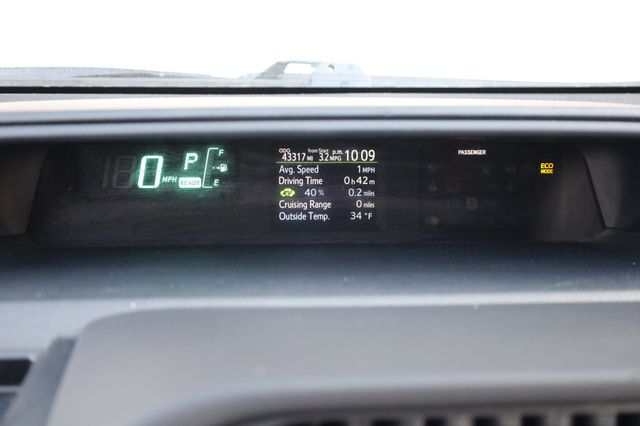 0 MPH P READY F E
ODO from Start p.m.
43317 MI 3.2 MPG 10:09
Avg. Speed 1 MPH
Driving Time 0 h 42 m
EV 40 % 0.2 miles
Cruising Range 0 miles
Outside Temp. 34 °F
PASSENGER
ECO
MODE